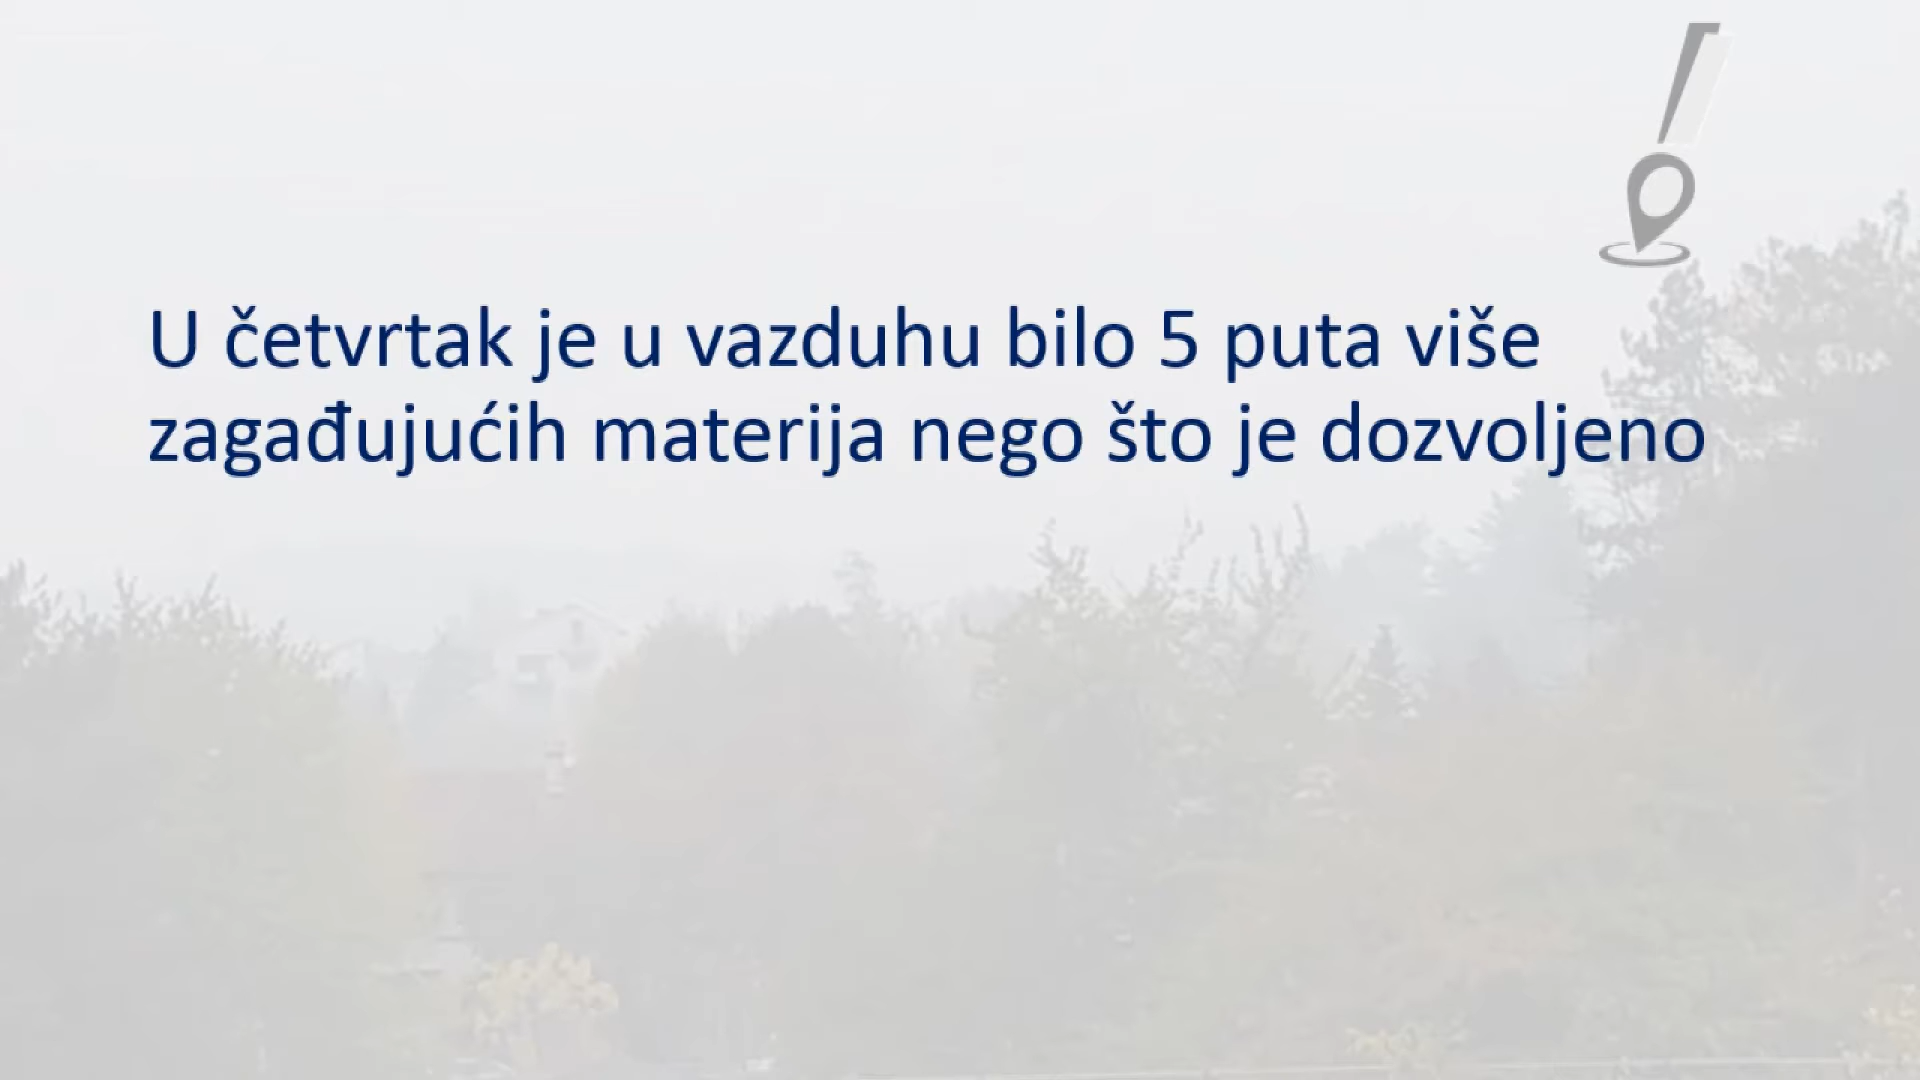 U četvrtak je u vazduhu bilo 5 puta više
zagađujućih materija nego što je dozvoljeno